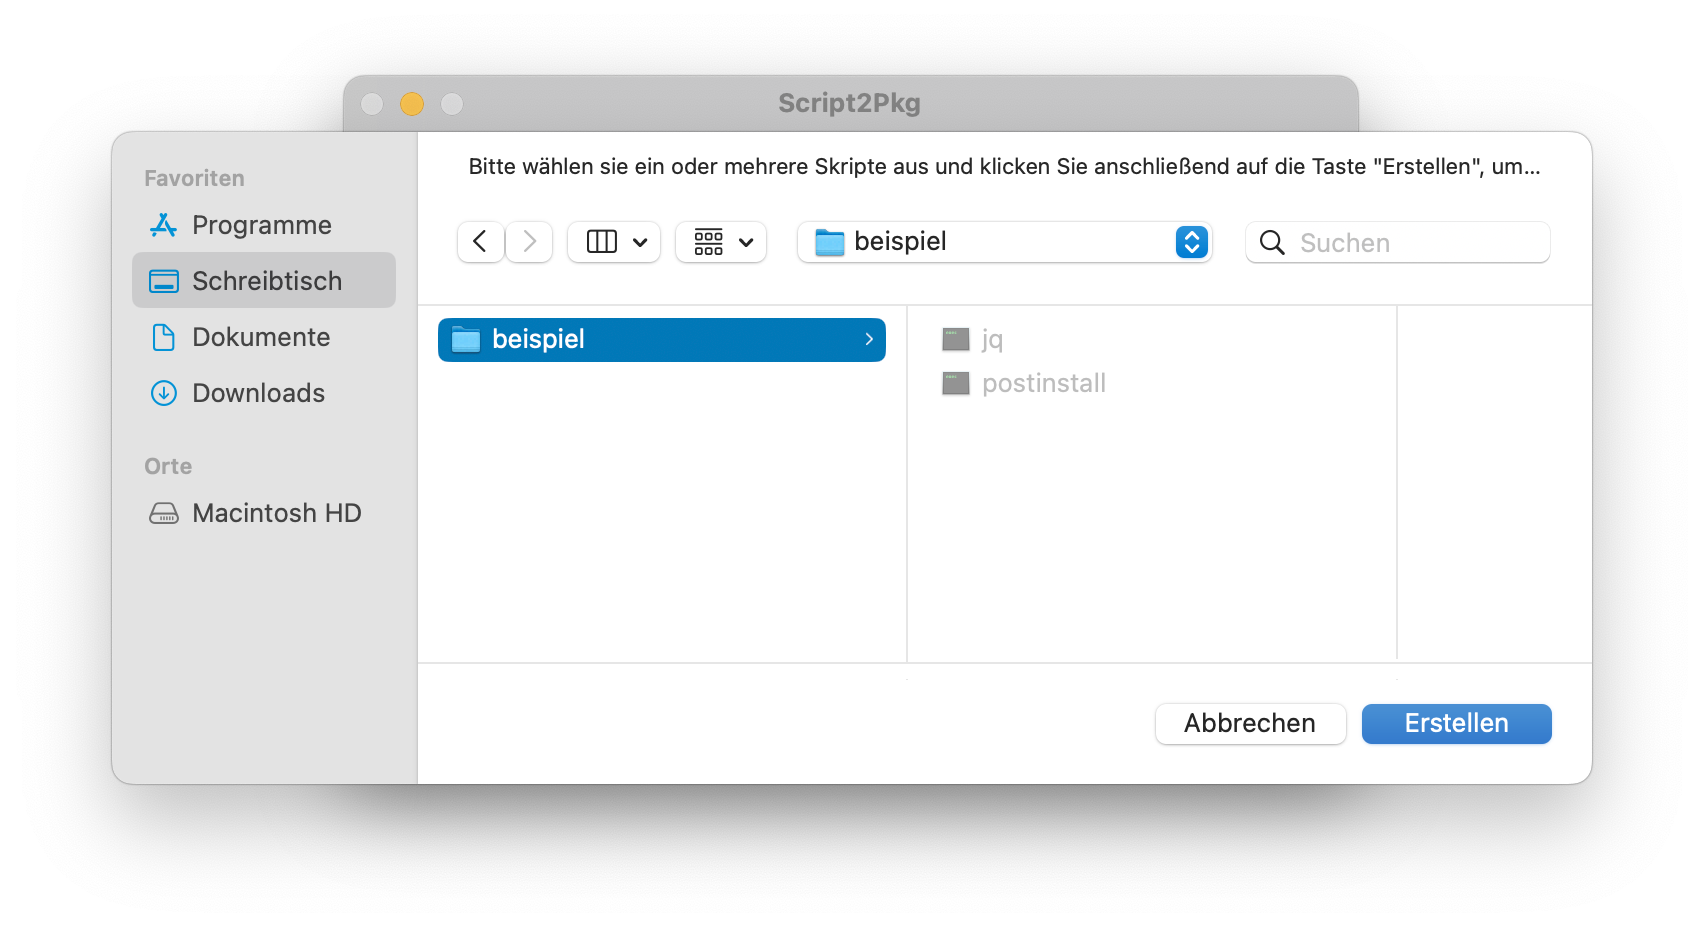 Script2Pkg
Favoriten
Programme
Schreibtisch
Dokumente
Downloads
Orte
Macintosh HD
Bitte wählen sie ein oder mehrere Skripte aus und klicken Sie anschließend auf die Taste "Erstellen", um...
beispiel
Suchen
beispiel
jq
postinstall
Abbrechen
Erstellen